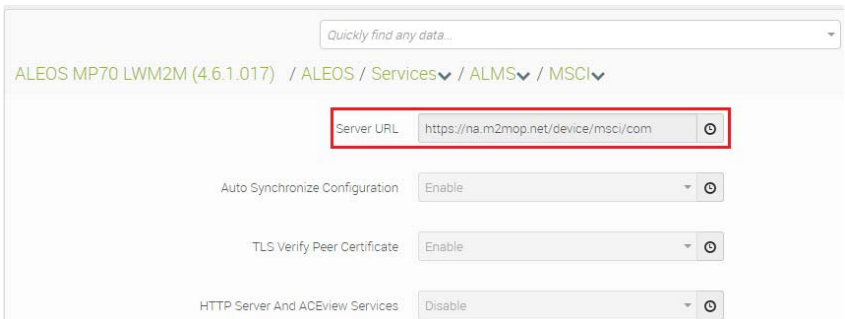 Quickly find any data...
ALEOS MP70 LWM2M (4.6.1.017) / ALEOS / Services / ALMS / MSCI
Server URL https://na.m2mop.net/device/msci/com
Auto Synchronize Configuration Enable
TLS Verify Peer Certificate Enable
HTTP Server And ACEview Services Disable